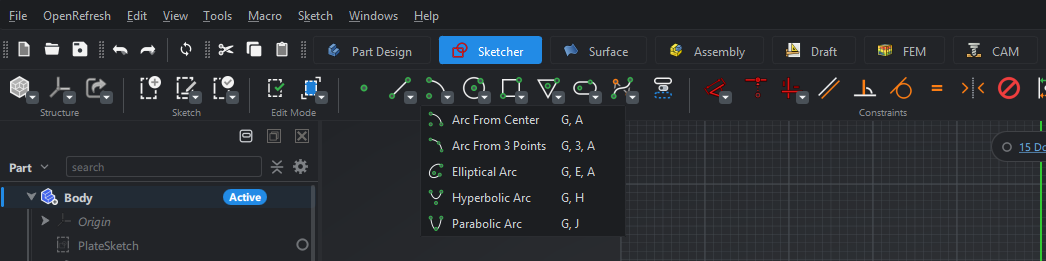 File OpenRefresh Edit View Tools Macro Sketch Windows Help
Part Design Sketcher Surface Assembly Draft FEM CAM
Structure Sketch Edit Mode Constraints
Arc From Center G, A
Arc From 3 Points G, 3, A
Elliptical Arc G, E, A
Hyperbolic Arc G, H
Parabolic Arc G, J
15 Do
Part search
Body Active
Origin
PlateSketch